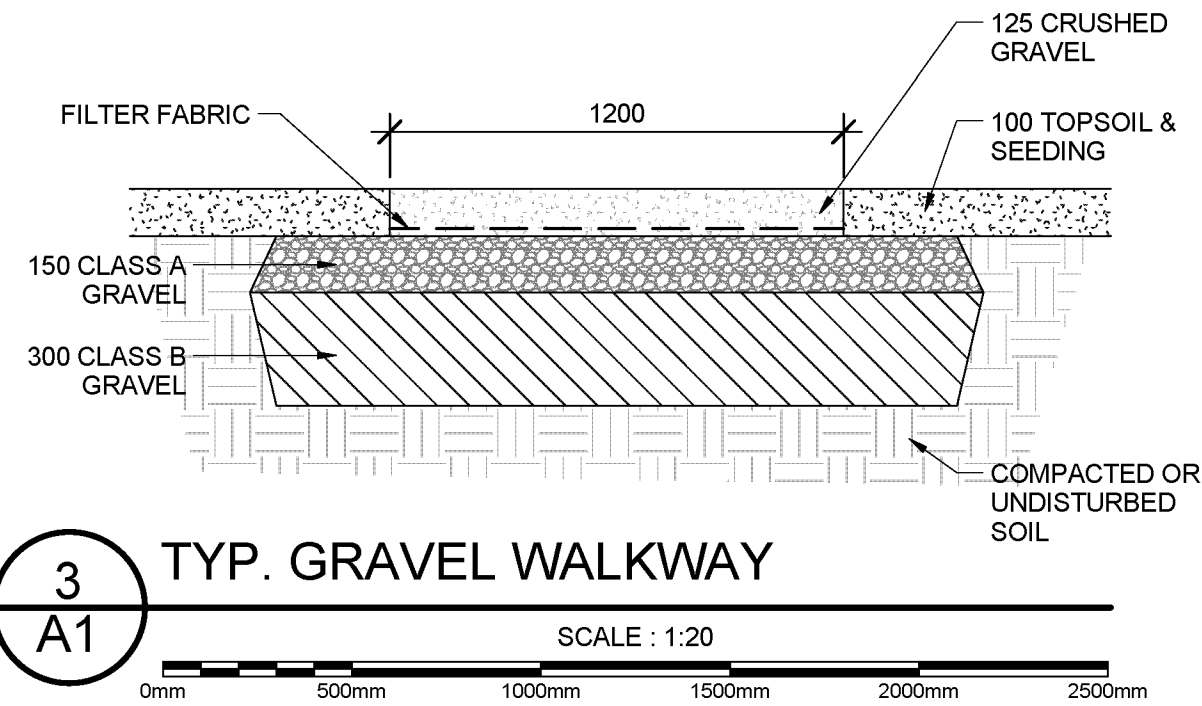 125 CRUSHED
GRAVEL
FILTER FABRIC
1200
100 TOPSOIL &
SEEDING
150 CLASS A
GRAVEL
300 CLASS B
GRAVEL
COMPACTED OR
UNDISTURBED
SOIL
3
A1
TYP. GRAVEL WALKWAY
SCALE : 1:20
0mm 500mm 1000mm 1500mm 2000mm 2500mm